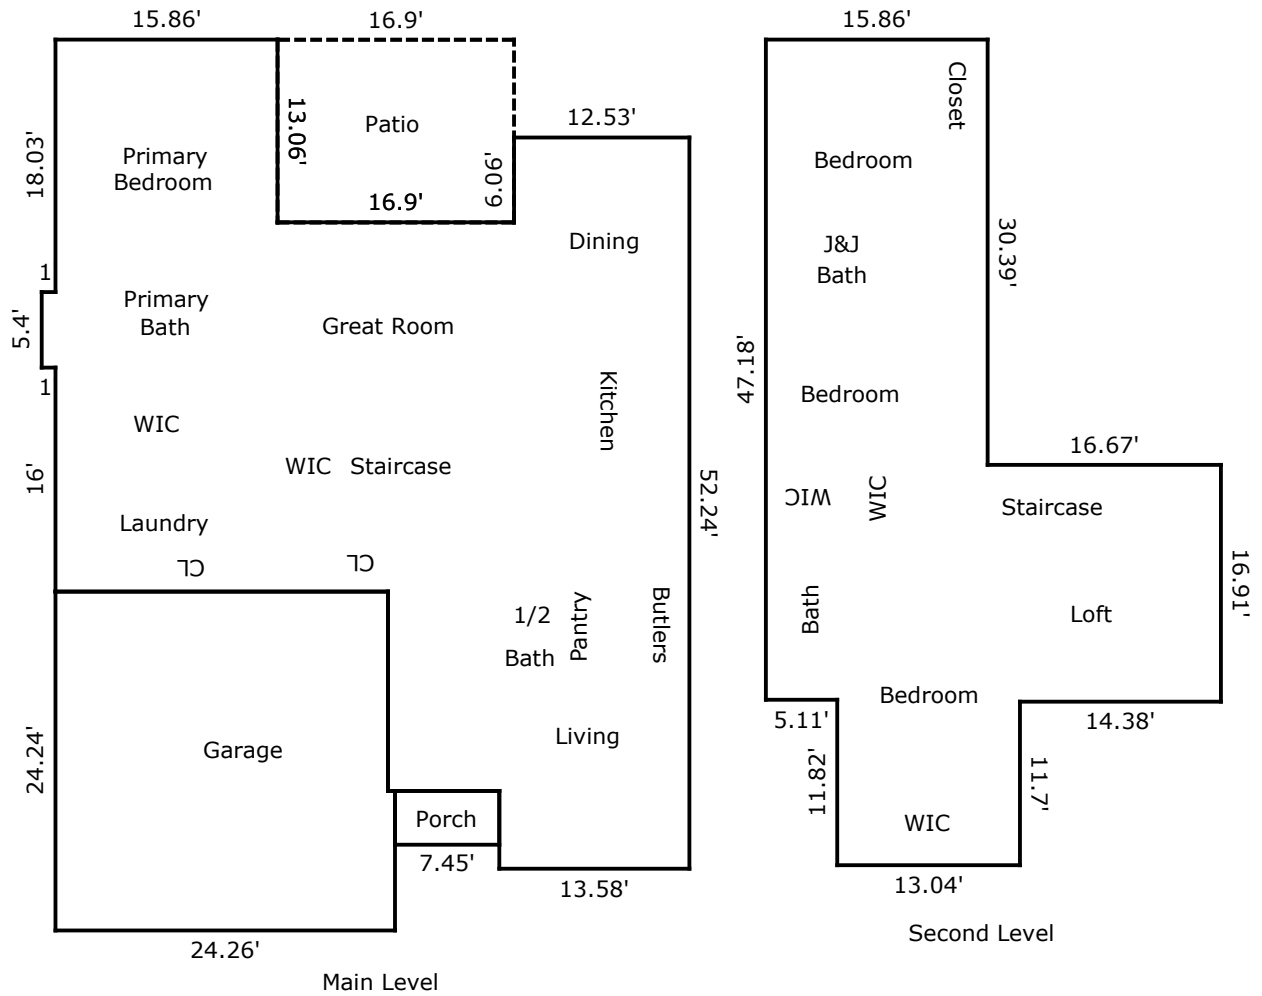 15.86'
16.9'
13.06'
Patio
16.9'
6.06'
12.53'
18.03'
Primary
Bedroom
Dining
1
5.4'
1
Primary
Bath
Great Room
Kitchen
WIC
WIC
Staircase
16'
52.24'
Laundry
CL
CL
1/2
Bath
Pantry
Butlers
Living
24.24'
Garage
Porch
7.45'
13.58'
24.26'
Main Level
15.86'
Closet
Bedroom
J&J
Bath
30.39'
47.18'
Bedroom
16.67'
WIC
WIC
Staircase
16.91'
Bath
Loft
Bedroom
5.11'
14.38'
11.82'
11.7'
WIC
13.04'
Second Level